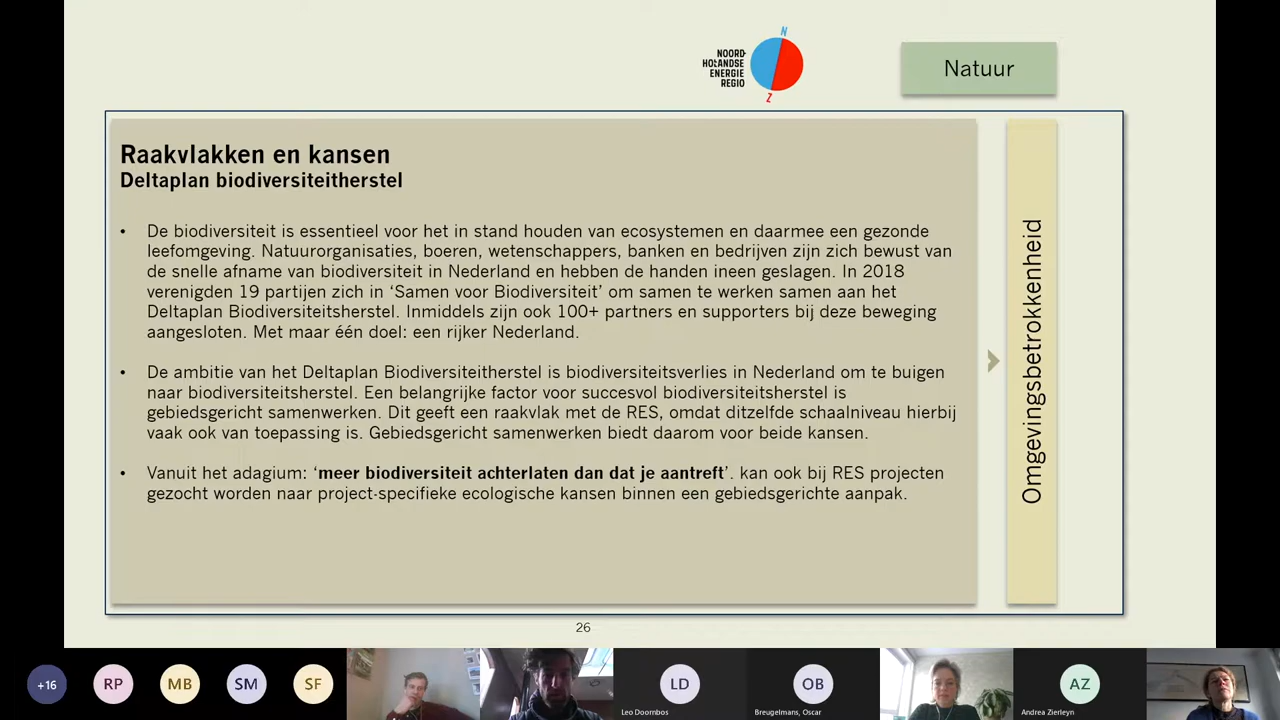 N
NOORD
HOLLANDSE
ENERGIE
REGIO
Z
Natuur
Raakvlakken en kansen
Deltaplan biodiversiteitherstel
• De biodiversiteit is essentieel voor het in stand houden van ecosystemen en daarmee een gezonde
leefomgeving. Natuurorganisaties, boeren, wetenschappers, banken en bedrijven zijn zich bewust van
de snelle afname van biodiversiteit in Nederland en hebben de handen ineen geslagen. In 2018
verenigden 19 partijen zich in ‘Samen voor Biodiversiteit’ om samen te werken samen aan het
Deltaplan Biodiversiteitsherstel. Inmiddels zijn ook 100+ partners en supporters bij deze beweging
aangesloten. Met maar één doel: een rijker Nederland.
• De ambitie van het Deltaplan Biodiversiteitherstel is biodiversiteitsverlies in Nederland om te buigen
naar biodiversiteitsherstel. Een belangrijke factor voor succesvol biodiversiteitsherstel is
gebiedsgericht samenwerken. Dit geeft een raakvlak met de RES, omdat ditzelfde schaalniveau hierbij
vaak ook van toepassing is. Gebiedsgericht samenwerken biedt daarom voor beide kansen.
• Vanuit het adagium: ‘meer biodiversiteit achterlaten dan dat je aantreft’. kan ook bij RES projecten
gezocht worden naar project-specifieke ecologische kansen binnen een gebiedsgerichte aanpak.
Omgevingsbetrokkenheid
26
+16
RP
MB
SM
SF
LD
Leo Doornbos
OB
Breugelmans, Oscar
AZ
Andrea Zierleyn